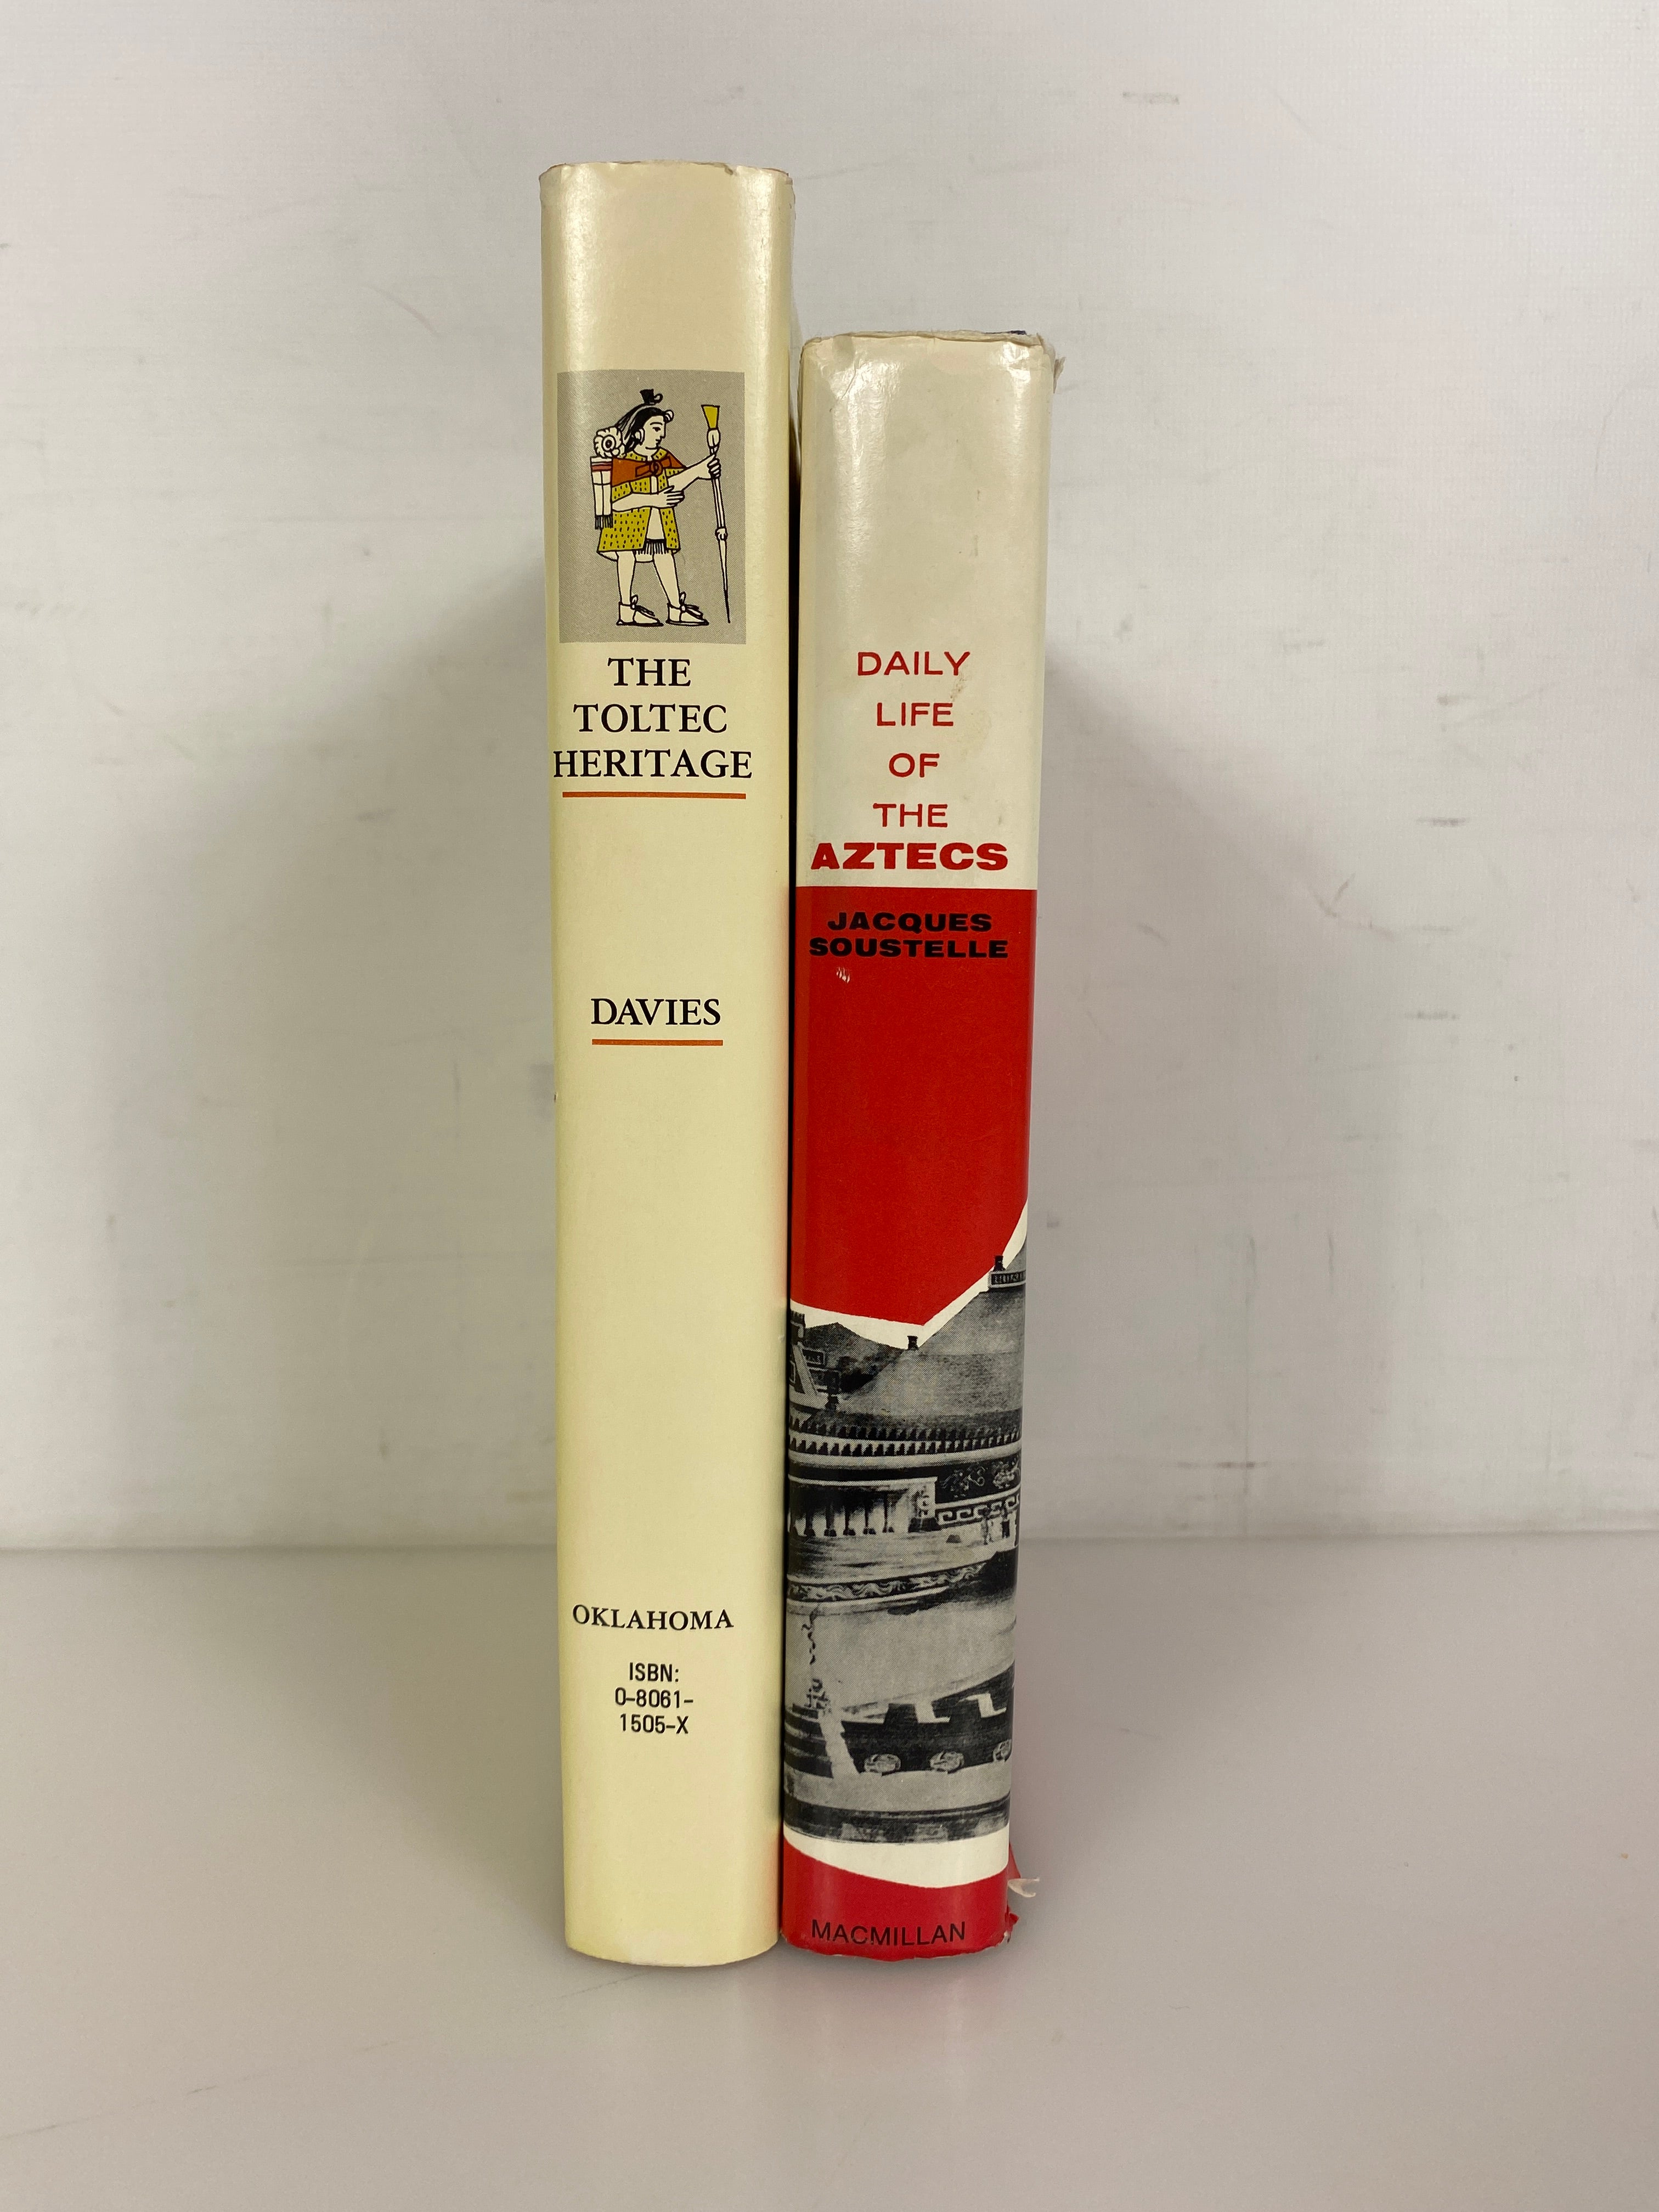 THE
TOLTEC
HERITAGE
DAVIES
OKLAHOMA
ISBN:
0-8061-
1505-X
DAILY
LIFE
OF
THE
AZTECS
JACQUES
SOUSTELLE
MACMILLAN